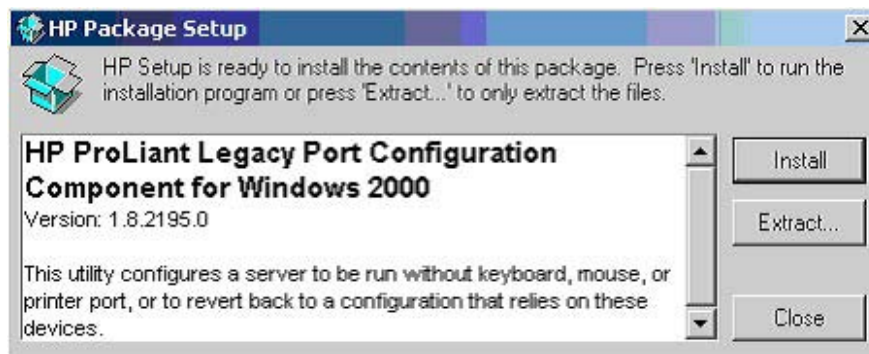 HP Package Setup
HP Setup is ready to install the contents of this package. Press 'Install' to run the
installation program or press 'Extract...' to only extract the files.
HP ProLiant Legacy Port Configuration
Component for Windows 2000
Version: 1.8.2195.0
This utility configures a server to be run without keyboard, mouse, or
printer port, or to revert back to a configuration that relies on these
devices.
Install
Extract...
Close